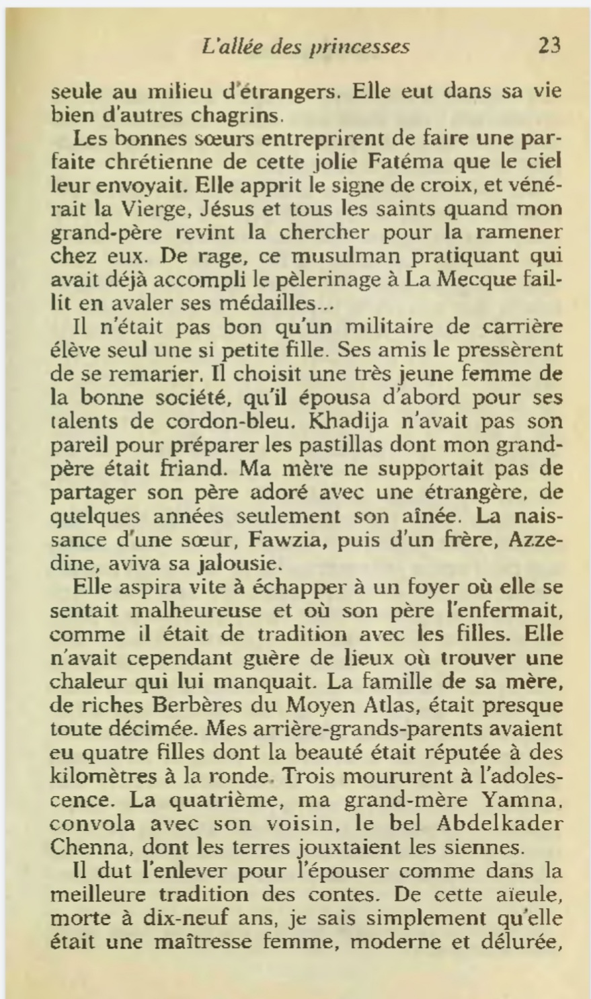 L'allée des princesses 23
seule au milieu d'étrangers. Elle eut dans sa vie
bien d'autres chagrins.
Les bonnes sœurs entreprirent de faire une par-
faite chrétienne de cette jolie Fatéma que le ciel
leur envoyait. Elle apprit le signe de croix, et véné-
rait la Vierge, Jésus et tous les saints quand mon
grand-père revint la chercher pour la ramener
chez eux. De rage, ce musulman pratiquant qui
avait déjà accompli le pèlerinage à La Mecque fail-
lit en avaler ses médailles...
Il n'était pas bon qu'un militaire de carrière
élève seul une si petite fille. Ses amis le pressèrent
de se remarier. Il choisit une très jeune femme de
la bonne société, qu'il épousa d'abord pour ses
talents de cordon-bleu. Khadija n'avait pas son
pareil pour préparer les pastillas dont mon grand-
père était friand. Ma mère ne supportait pas de
partager son père adoré avec une étrangère, de
quelques années seulement son aînée. La nais-
sance d'une sœur, Fawzia, puis d'un frère, Azze-
dine, aviva sa jalousie.
Elle aspira vite à échapper à un foyer où elle se
sentait malheureuse et où son père l'enfermait,
comme il était de tradition avec les filles. Elle
n'avait cependant guère de lieux où trouver une
chaleur qui lui manquait. La famille de sa mère,
de riches Berbères du Moyen Atlas, était presque
toute décimée. Mes arrière-grands-parents avaient
eu quatre filles dont la beauté était réputée à des
kilomètres à la ronde. Trois moururent à l'adoles-
cence. La quatrième, ma grand-mère Yamna,
convola avec son voisin, le bel Abdelkader
Chenna, dont les terres jouxtaient les siennes.
Il dut l'enlever pour l'épouser comme dans la
meilleure tradition des contes. De cette aïeule,
morte à dix-neuf ans, je sais simplement qu'elle
était une maîtresse femme, moderne et délurée,